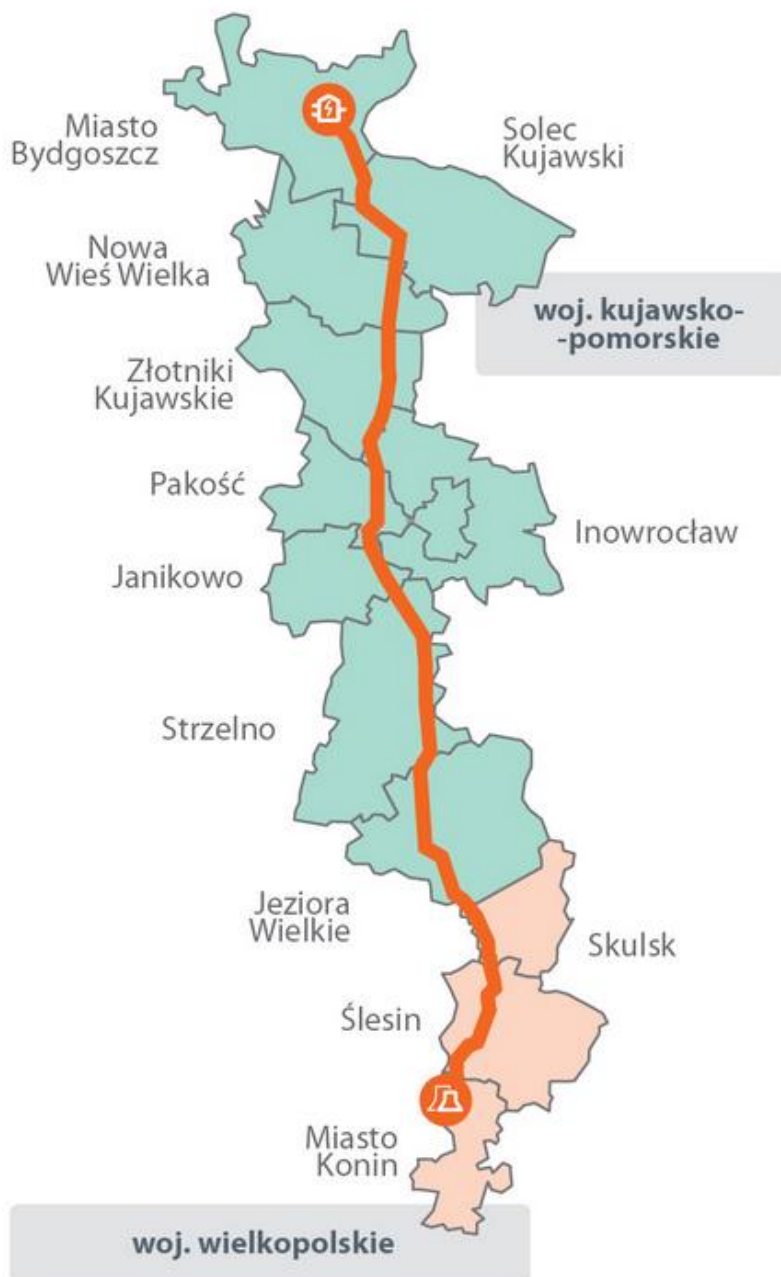 Miasto
Bydgoszcz
Solec
Kujawski
Nowa
Wieś Wielka
woj. kujawsko-
-pomorskie
Złotniki
Kujawskie
Pakość
Inowrocław
Janikowo
Strzelno
Jeziora
Wielkie
Skulsk
Ślesin
Miasto
Konin
woj. wielkopolskie